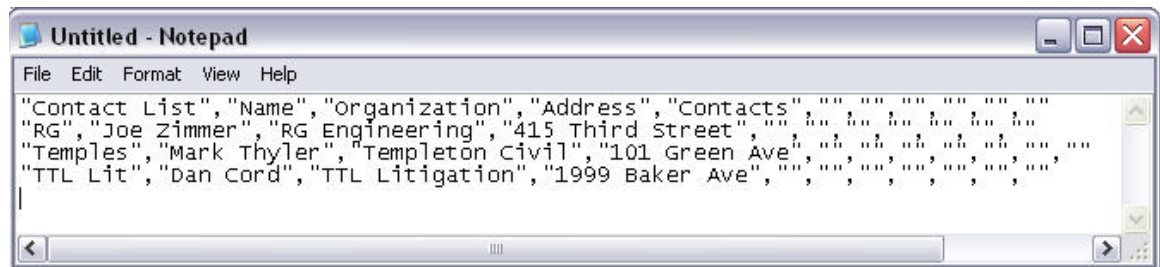 Untitled - Notepad
File Edit Format View Help
"Contact List","Name","Organization","Address","Contacts","","","","","",""
"RG","Joe Zimmer","RG Engineering","415 Third Street","","","","","","",""
"Temples","Mark Thyler","Templeton Civil","101 Green Ave","","","","","","",""
"TTL Lit","Dan Cord","TTL Litigation","1999 Baker Ave","","","","","","",""